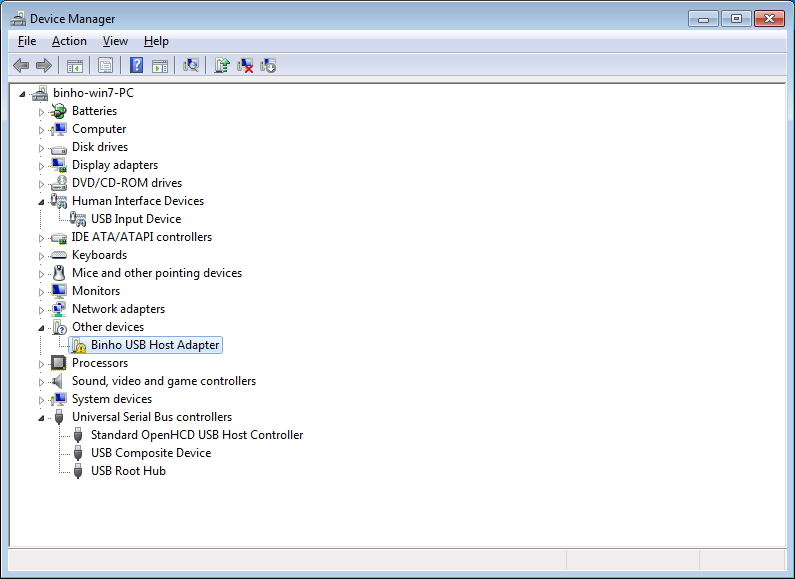 Device Manager
File Action View Help
binho-win7-PC
Batteries
Computer
Disk drives
Display adapters
DVD/CD-ROM drives
Human Interface Devices
USB Input Device
IDE ATA/ATAPI controllers
Keyboards
Mice and other pointing devices
Monitors
Network adapters
Other devices
Binho USB Host Adapter
Processors
Sound, video and game controllers
System devices
Universal Serial Bus controllers
Standard OpenHCD USB Host Controller
USB Composite Device
USB Root Hub